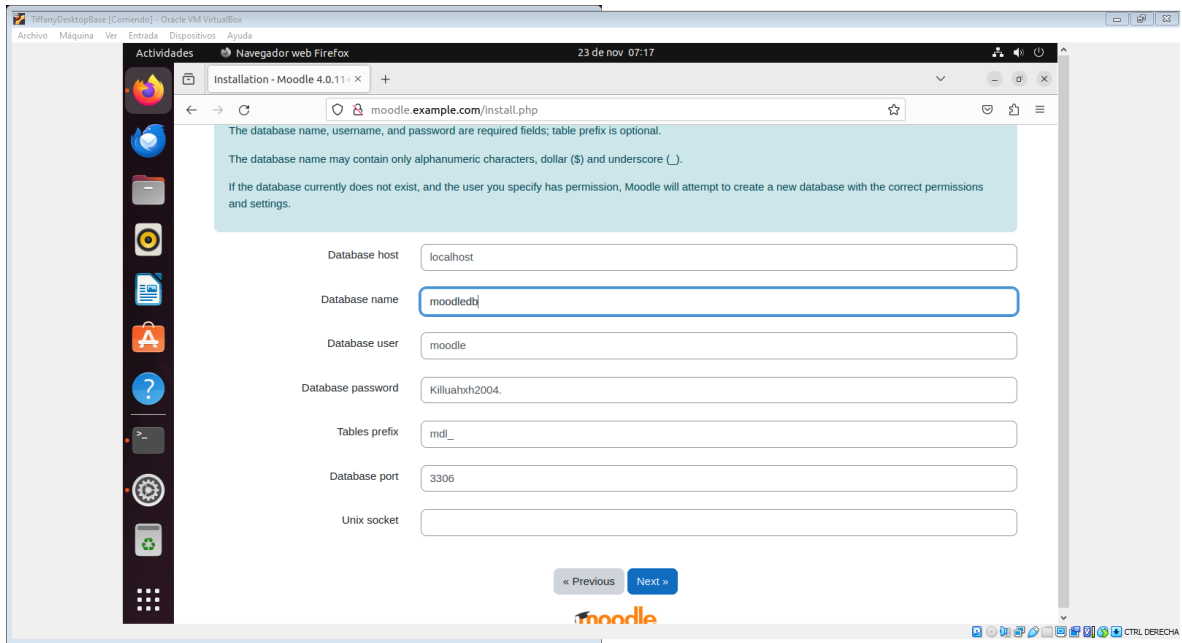 TiffanyDesktopBase [Corriendo] - Oracle VM VirtualBox
Archivo Máquina Ver Entrada Dispositivos Ayuda
Actividades Navegador web Firefox 23 de nov 07:17
Installation - Moodle 4.0.11+
moodle.example.com/install.php
The database name, username, and password are required fields; table prefix is optional.
The database name may contain only alphanumeric characters, dollar ($) and underscore (_).
If the database currently does not exist, and the user you specify has permission, Moodle will attempt to create a new database with the correct permissions
and settings.
Database host localhost
Database name moodledb
Database user moodle
Database password Killuahxh2004.
Tables prefix mdl_
Database port 3306
Unix socket
« Previous Next »
moodle
CTRL DERECHA